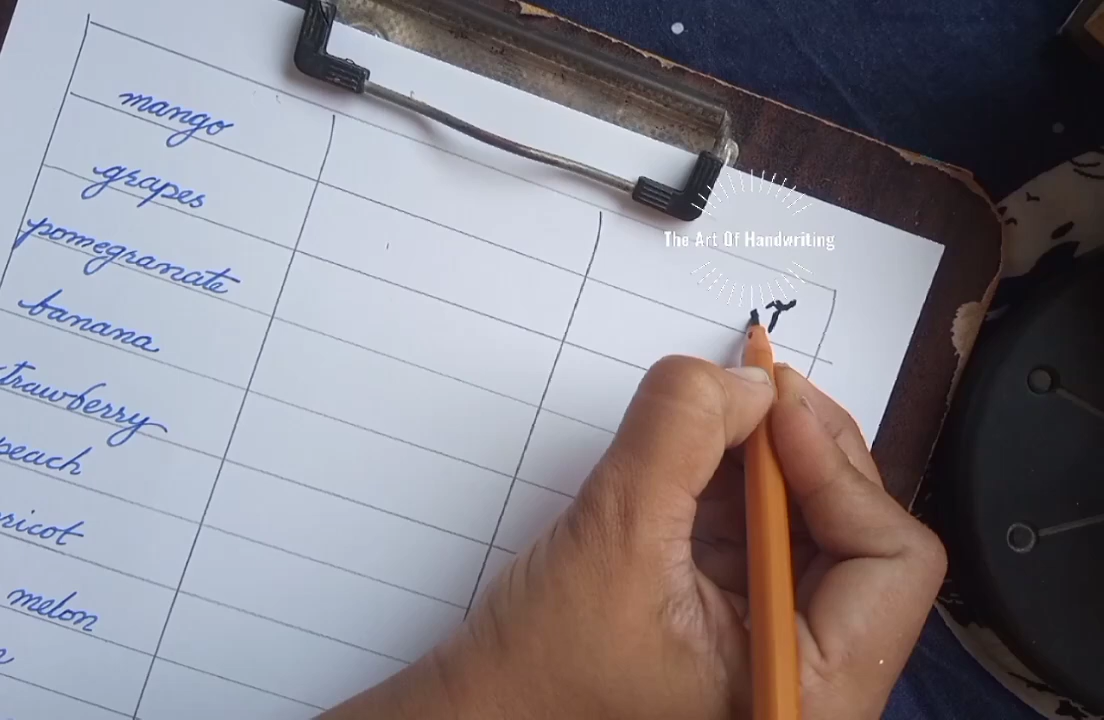 The Art Of Handwriting
mango
grapes
pomegranate
banana
trawberry
peach
ricot
melon